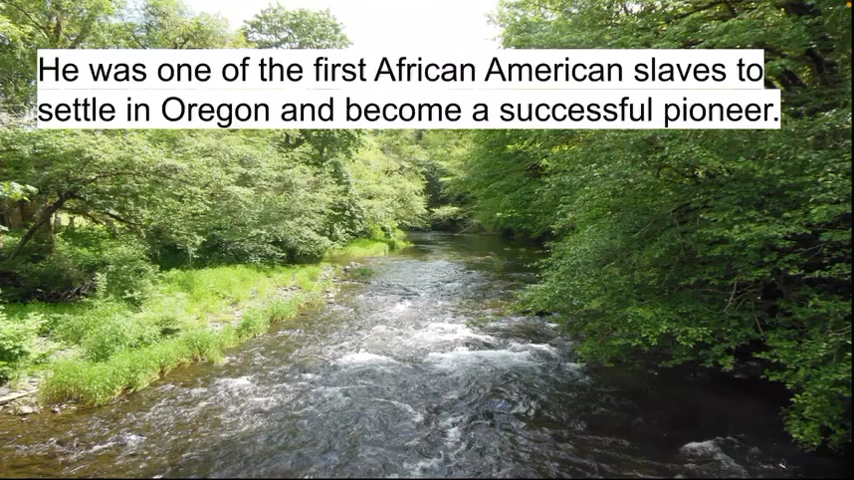 He was one of the first African American slaves to
settle in Oregon and become a successful pioneer.